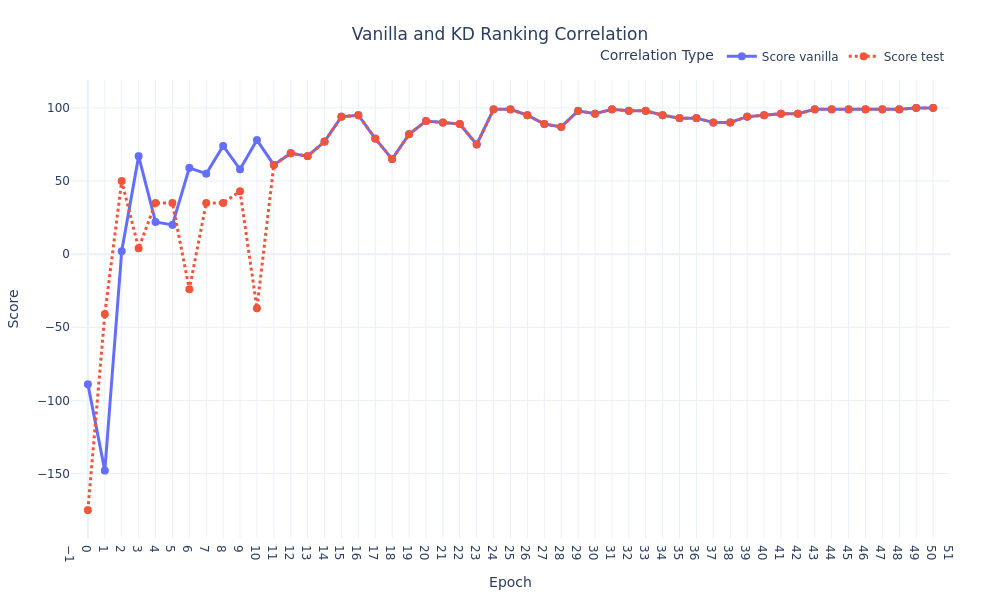 Vanilla and KD Ranking Correlation
Correlation Type Score vanilla Score test
100
50
0
−50
−100
−150
Score
−1 0 1 2 3 4 5 6 7 8 9 10 11 12 13 14 15 16 17 18 19 20 21 22 23 24 25 26 27 28 29 30 31 32 33 34 35 36 37 38 39 40 41 42 43 44 45 46 47 48 49 50 51
Epoch